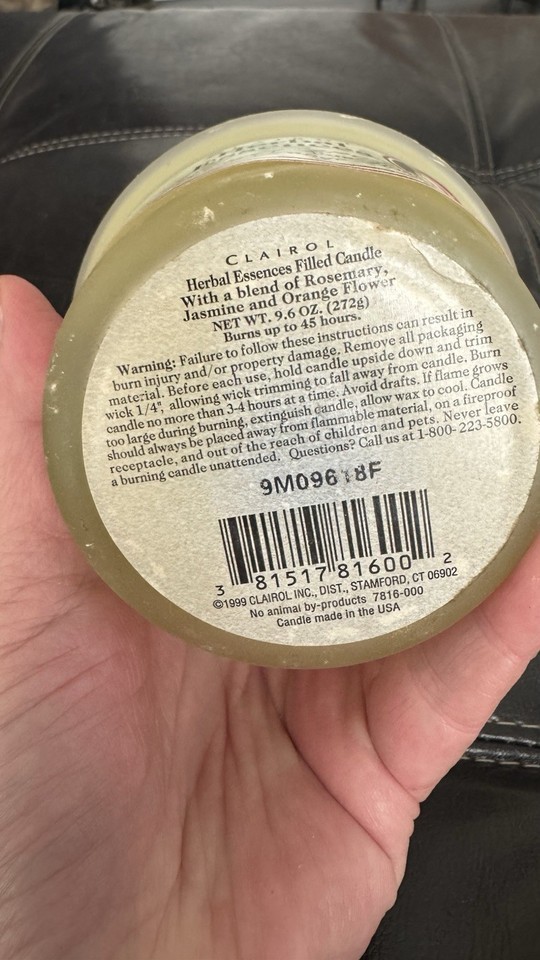 CLAIROL
Herbal Essences Filled Candle
With a blend of Rosemary,
Jasmine and Orange Flower
NET WT. 9.6 OZ. (272g)
Burns up to 45 hours.
Warning: Failure to follow these instructions can result in
burn injury and/or property damage. Remove all packaging
material. Before each use, hold candle upside down and trim
wick 1/4", allowing wick trimming to fall away from candle. Burn
candle no more than 3-4 hours at a time. Avoid drafts. If flame grows
too large during burning, extinguish candle, allow wax to cool. Candle
should always be placed away from flammable material, on a fireproof
receptacle, and out of the reach of children and pets. Never leave
a burning candle unattended. Questions? Call us at 1-800-223-5800.
3 81517 81600 2
©1999 CLAIROL INC., DIST., STAMFORD, CT 06902
No animal by-products 7816-000
Candle made in the USA